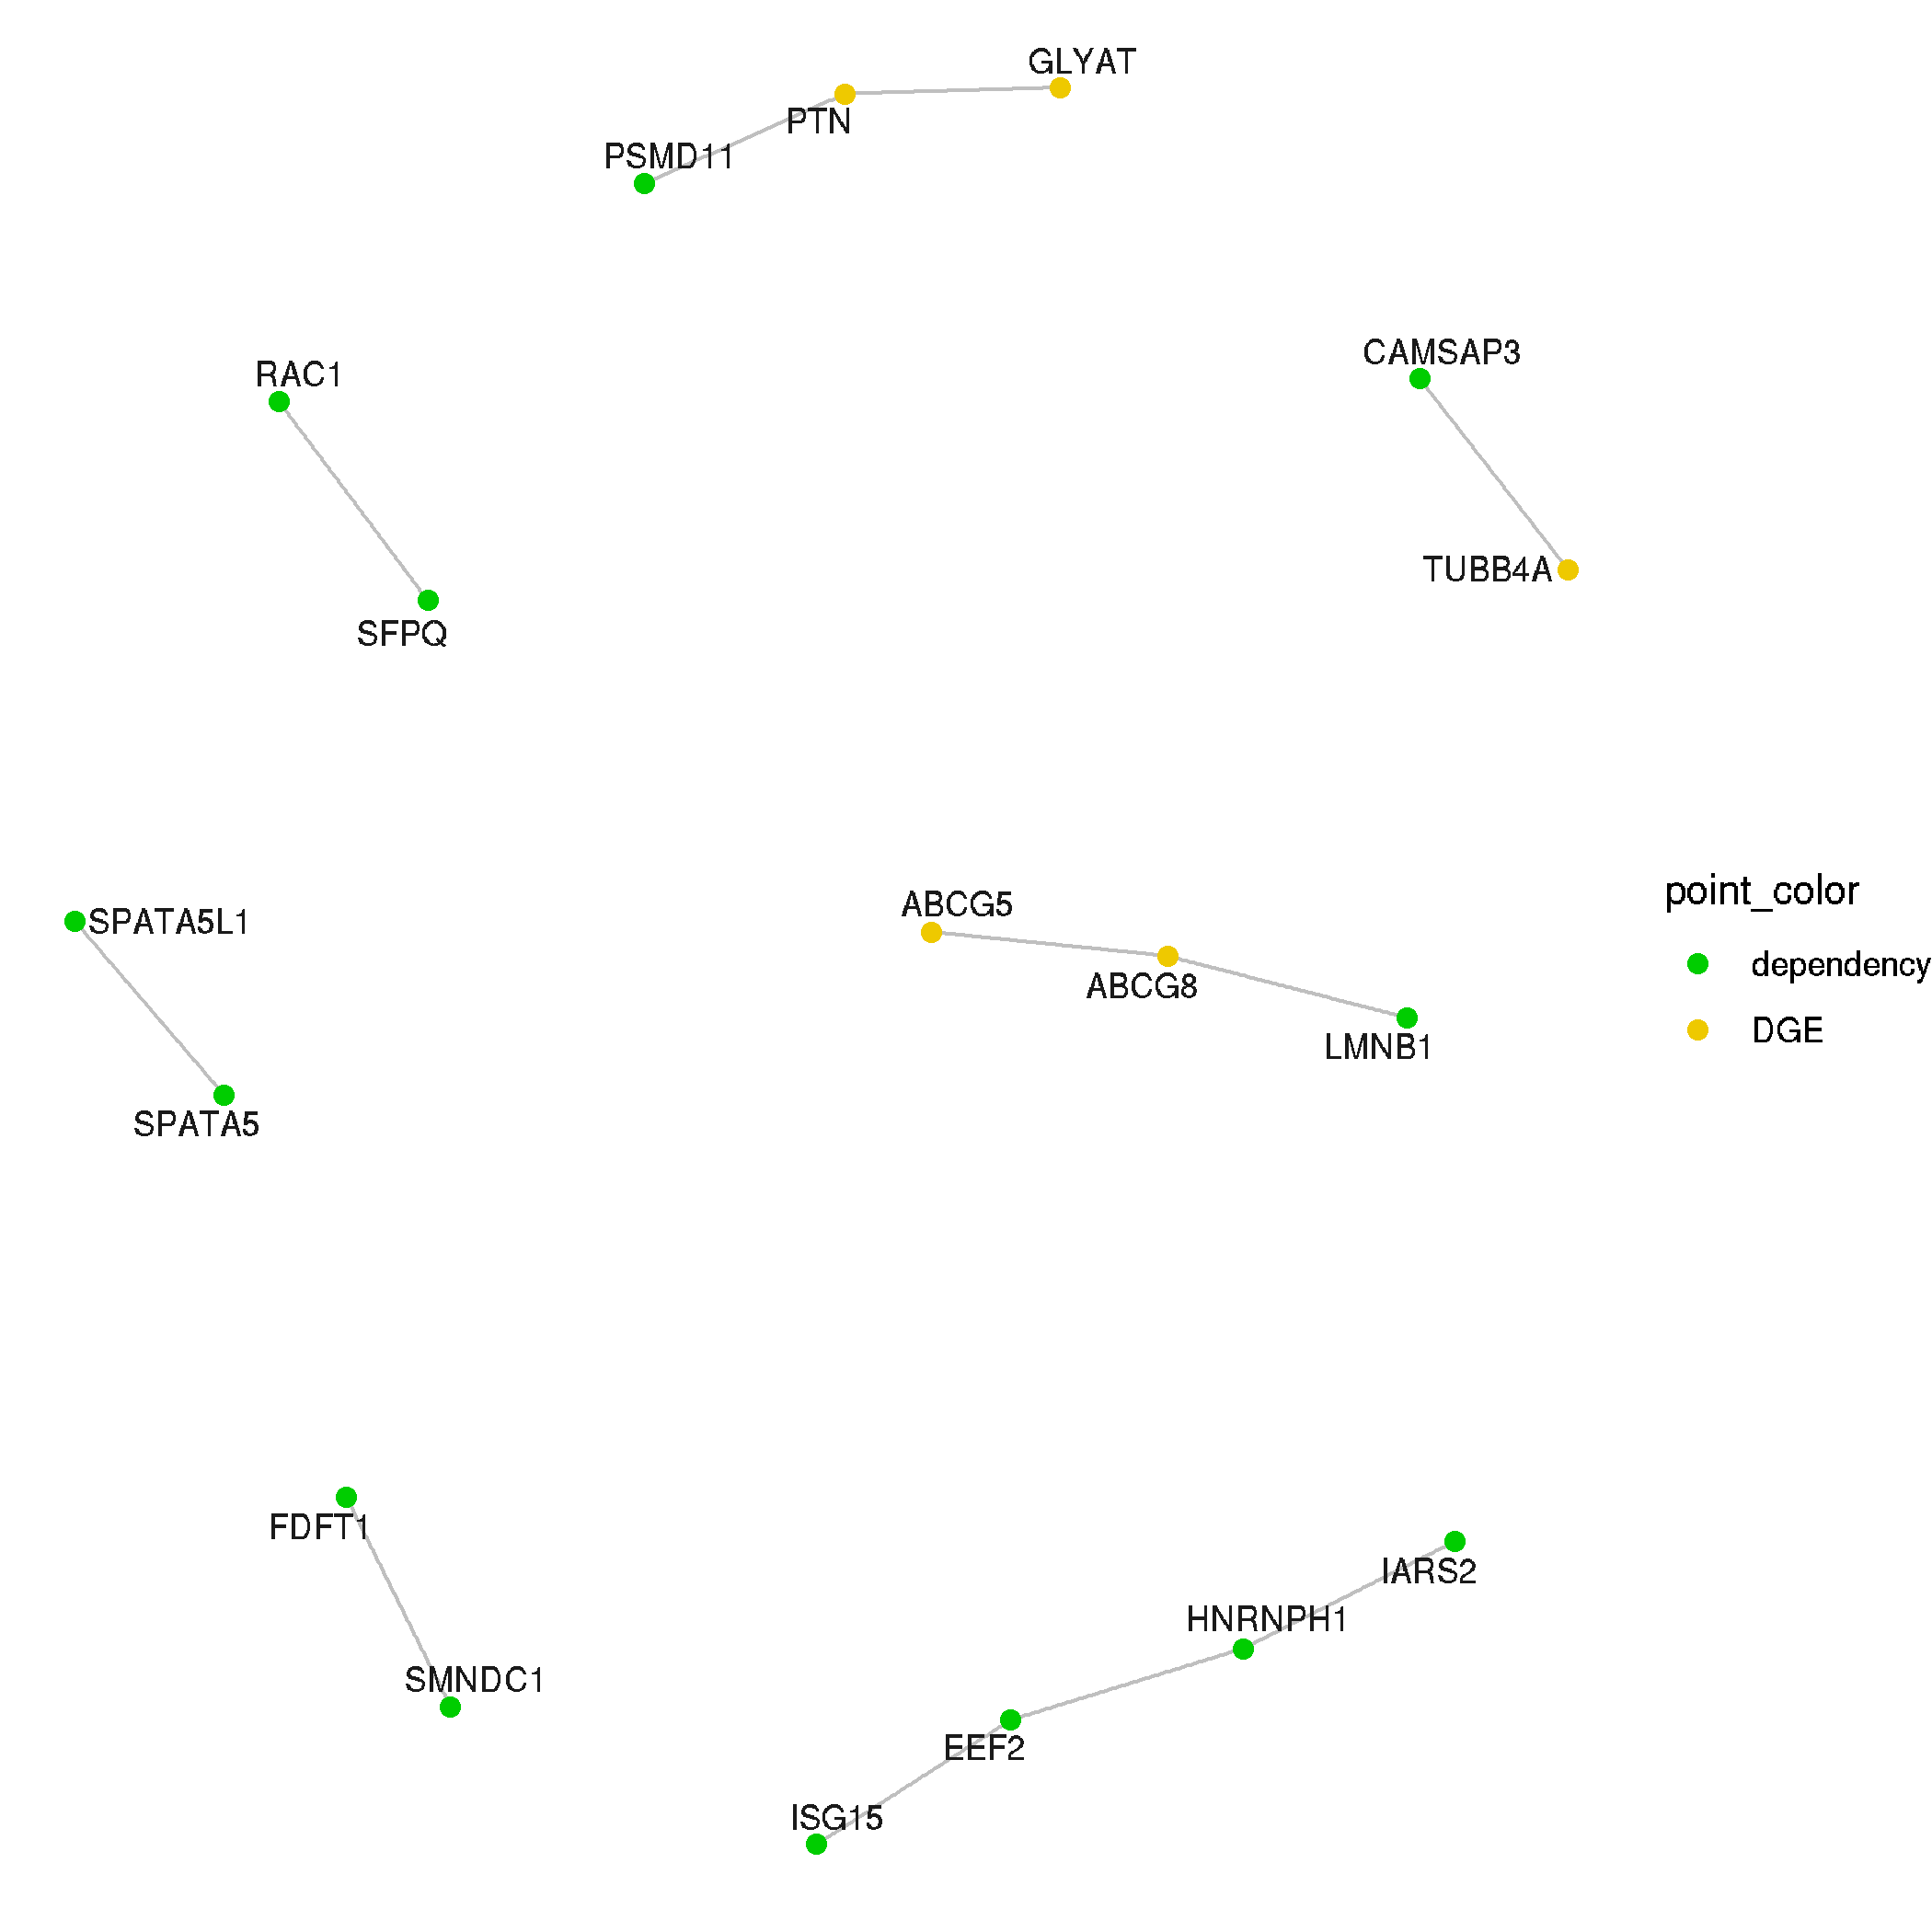 GLYAT
PTN
PSMD11
CAMSAP3
RAC1
TUBB4A
SFPQ
point_color
ABCG5
SPATA5L1
dependency
ABCG8
DGE
LMNB1
SPATA5
FDFT1
IARS2
HNRNPH1
SMNDC1
EEF2
ISG15